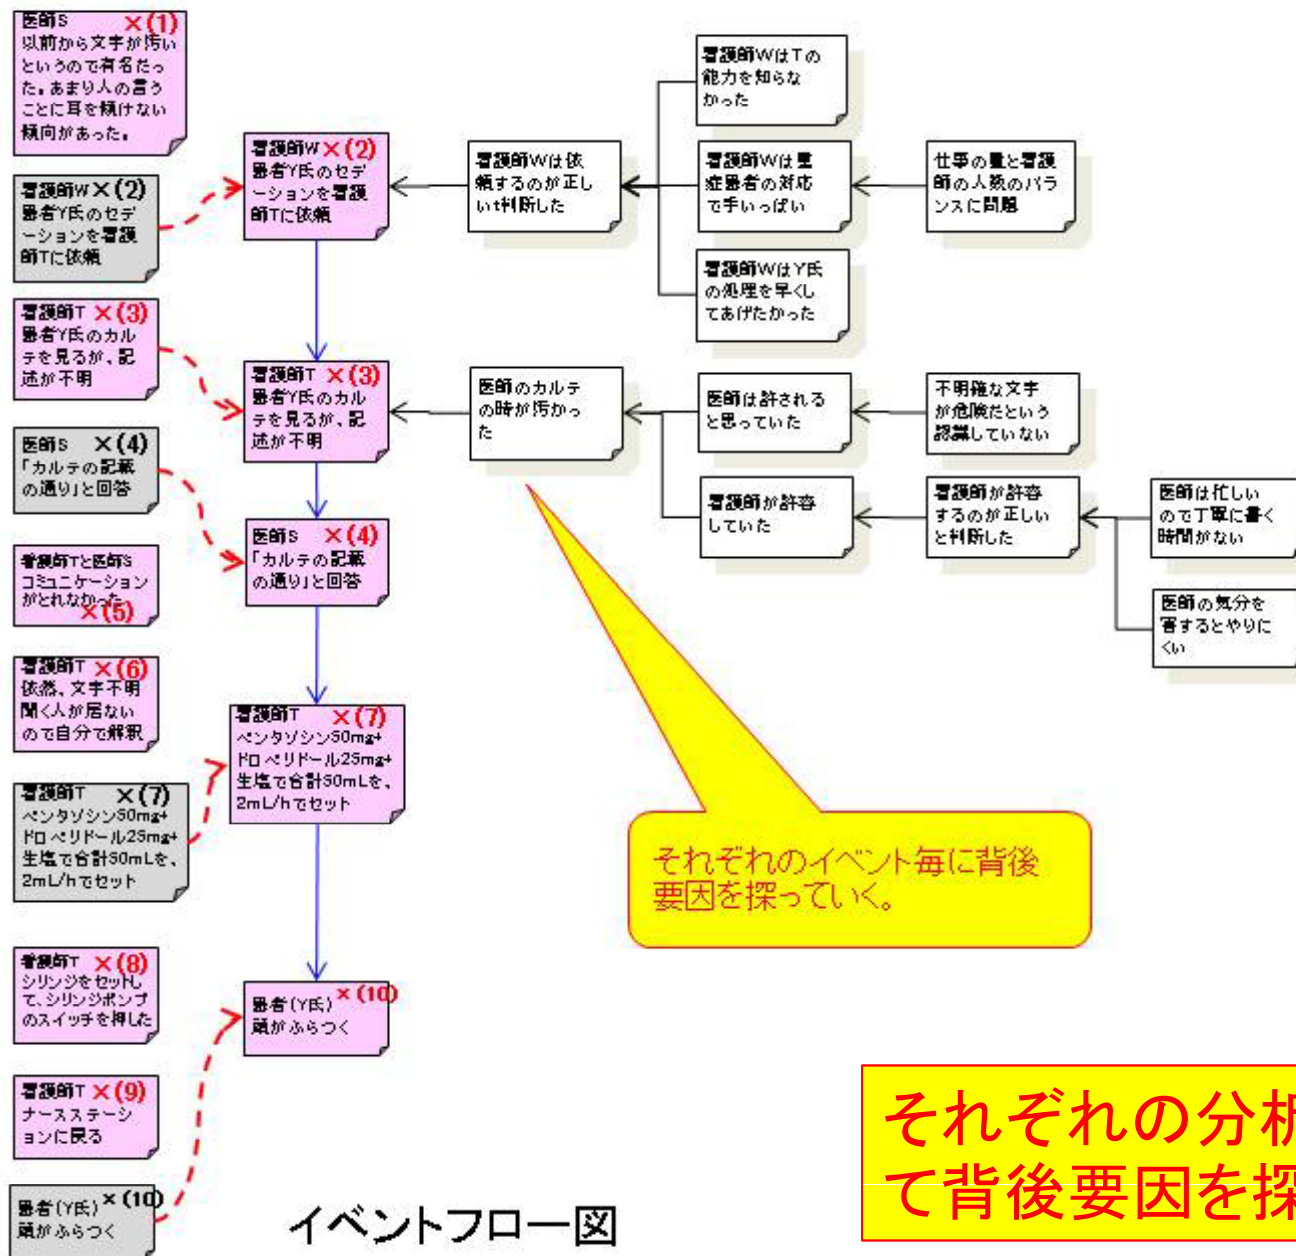 医師S ×(1)
以前から文字が汚い
というので有名だっ
た。あまり人の言う
ことに耳を傾けない
傾向があった。
看護師W×(2)
患者Y氏のセデ
ーションを看護
師Tに依頼
看護師T ×(3)
患者Y氏のカル
テを見るが、記
述が不明
医師S ×(4)
「カルテの記載
の通り」と回答
看護師Tと医師S
コミュニケーション
がとれなかった
×(5)
看護師T ×(6)
依然、文字不明
聞く人が居ない
ので自分で解釈
看護師T ×(7)
ペンタゾシン50mg+
ドロペリドール25mg+
生塩で合計50mLを、
2mL/hでセット
看護師T ×(8)
シリンジをセットし
て、シリンジポンプ
のスイッチを押した
看護師T ×(9)
ナースステーシ
ョンに戻る
患者(Y氏) ×(10)
頭がふらつく
看護師W ×(2)
患者Y氏のセデ
ーションを看護
師Tに依頼
看護師T ×(3)
患者Y氏のカル
テを見るが、記
述が不明
医師S ×(4)
「カルテの記載
の通り」と回答
看護師T ×(7)
ペンタゾシン50mg+
ドロペリドール25mg+
生塩で合計50mLを、
2mL/hでセット
患者(Y氏) ×(10)
頭がふらつく
看護師Wは依
頼するのが正し
いt判断した
看護師WはTの
能力を知らな
かった
看護師Wは重
症患者の対応
で手いっぱい
看護師WはY氏
の処理を早くし
てあげたかった
仕事の量と看護
師の人数のバラ
ンスに問題
医師のカルテ
の時が汚かっ
た
医師は許される
と思っていた
不明確な文字
が危険だという
認識していない
看護師が許容
していた
看護師が許容
するのが正しい
と判断した
医師は忙しい
ので丁寧に書く
時間がない
医師の気分を
害するとやりに
くい
それぞれのイベント毎に背後
要因を探っていく。
それぞれの分析
て背後要因を探
イベントフロー図